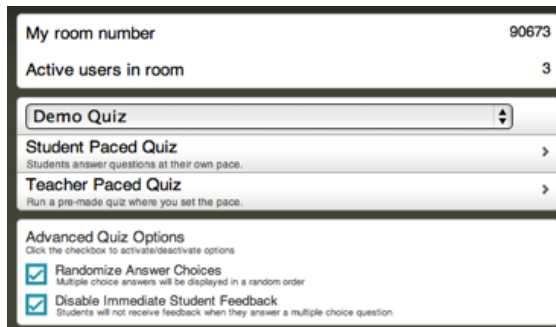 My room number 90673
Active users in room 3
Demo Quiz
Student Paced Quiz
Students answer questions at their own pace.
Teacher Paced Quiz
Run a pre-made quiz where you set the pace.
Advanced Quiz Options
Click the checkbox to activate/deactivate options
Randomize Answer Choices
Multiple choice answers will be displayed in a random order
Disable Immediate Student Feedback
Students will not receive feedback when they answer a multiple choice question